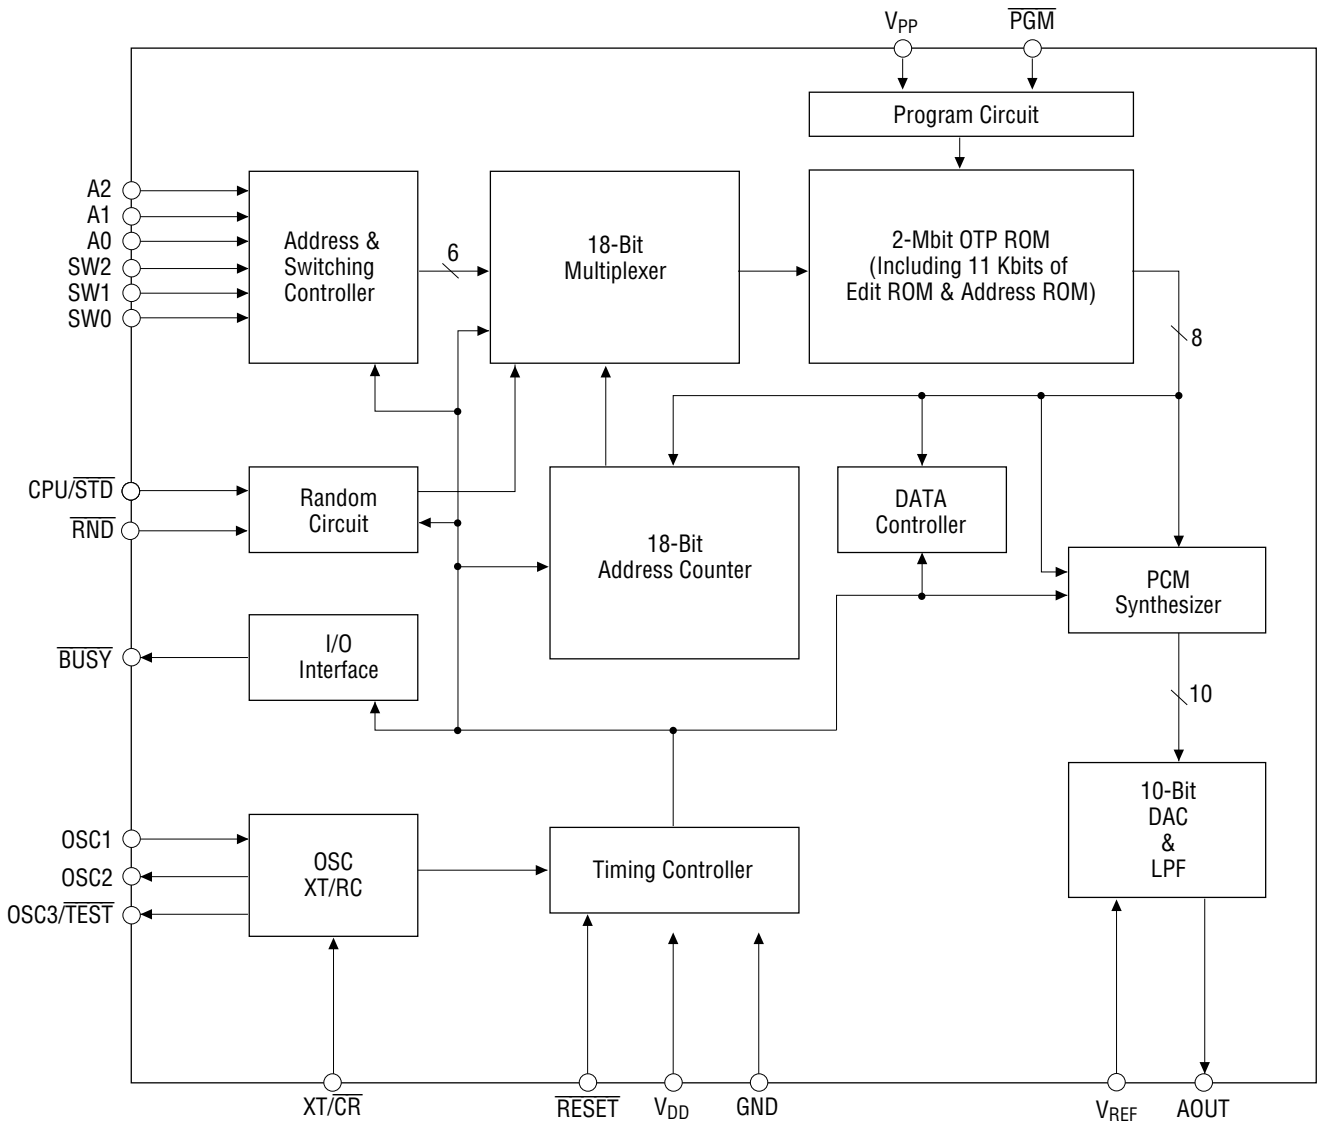 VPP
PGM
Program Circuit
A2
A1
A0
SW2
SW1
SW0
Address &
Switching
Controller
6
18-Bit
Multiplexer
2-Mbit OTP ROM
(Including 11 Kbits of
Edit ROM & Address ROM)
8
CPU/STD
RND
Random
Circuit
18-Bit
Address Counter
DATA
Controller
PCM
Synthesizer
BUSY
I/O
Interface
10
OSC1
OSC2
OSC3/TEST
OSC
XT/RC
Timing Controller
10-Bit
DAC
&
LPF
XT/CR
RESET
VDD
GND
VREF
AOUT